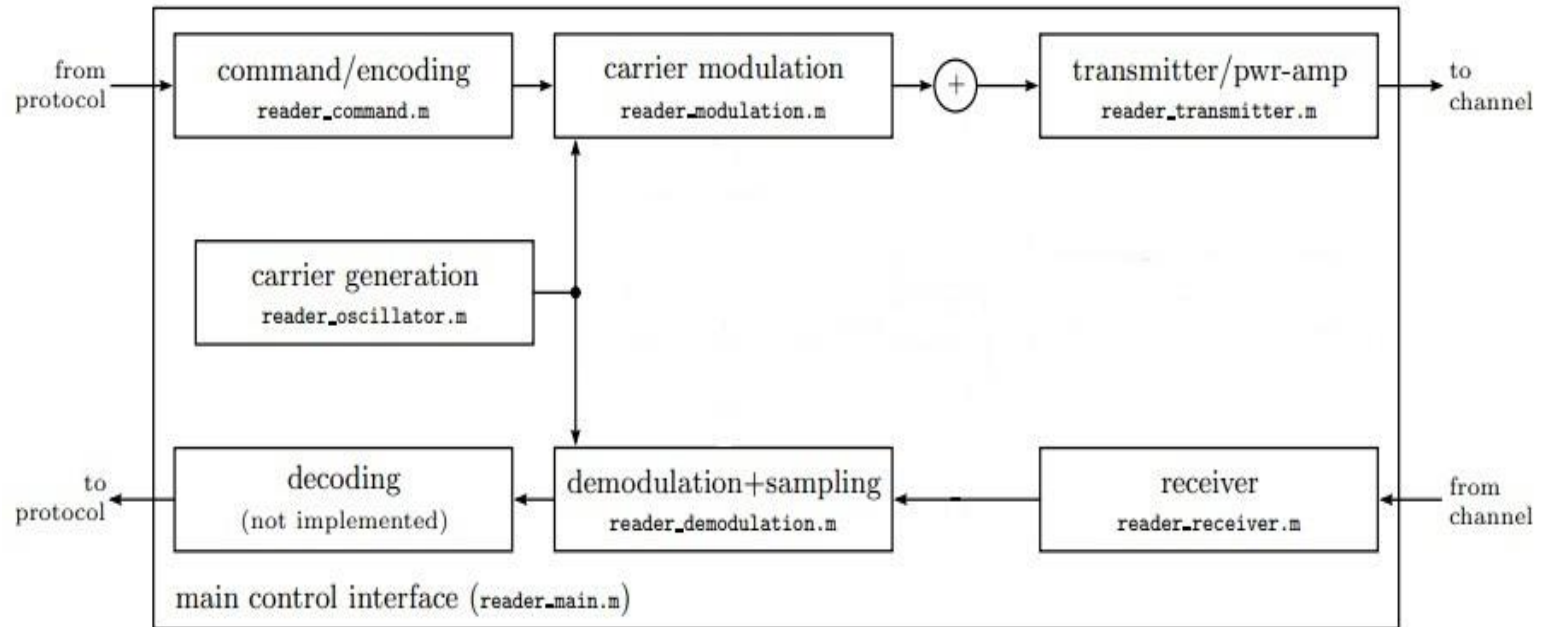 from
protocol
command/encoding
reader_command.m
carrier modulation
reader_modulation.m
+
transmitter/pwr-amp
reader_transmitter.m
to
channel
carrier generation
reader_oscillator.m
to
protocol
decoding
(not implemented)
demodulation+sampling
reader_demodulation.m
receiver
reader_receiver.m
from
channel
main control interface (reader_main.m)